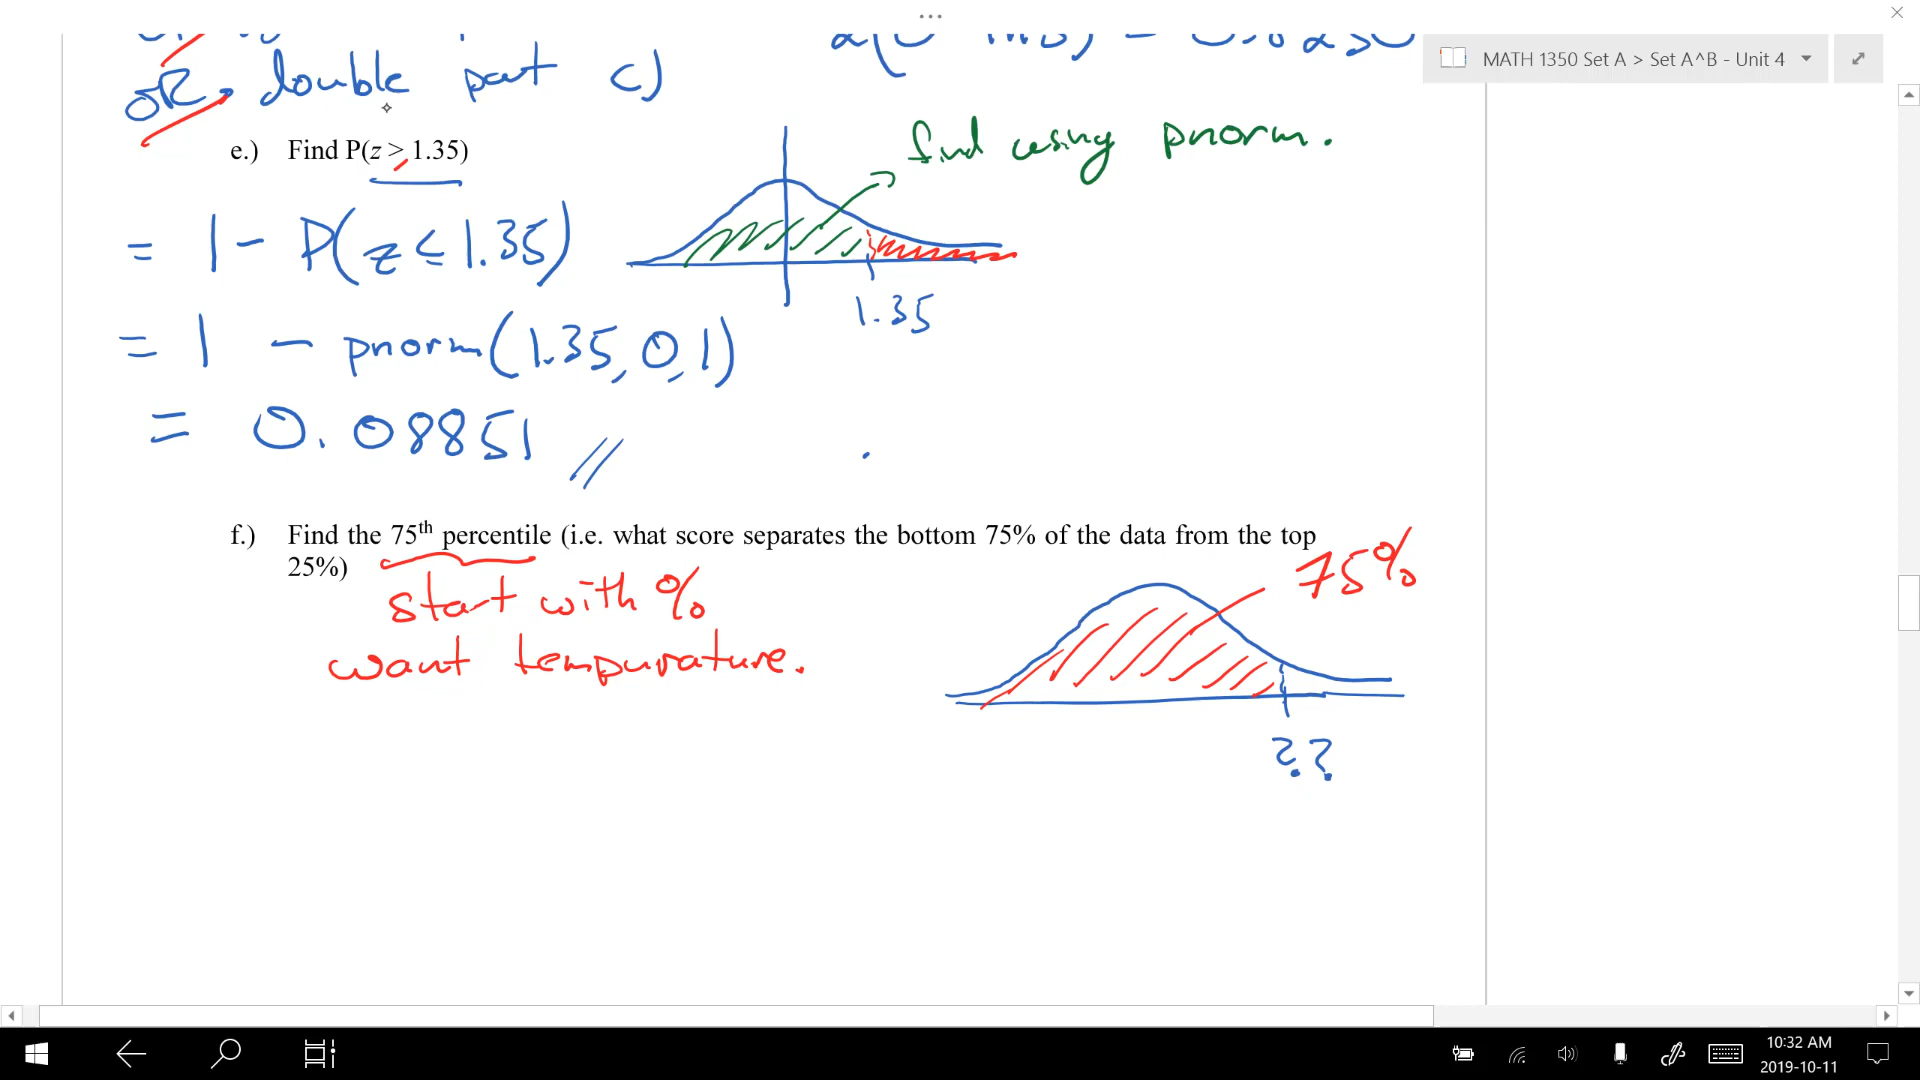 MATH 1350 Set A > Set A^B - Unit 4
OR double part c)
e.) Find P(z > 1.35)
find using pnorm.
= 1 - P(z ≤ 1.35)
1.35
= 1 - pnorm(1.35, 0, 1)
= 0.08851 //
f.) Find the 75th percentile (i.e. what score separates the bottom 75% of the data from the top
25%)
75%
start with %
want tempurature.
??
10:32 AM
2019-10-11